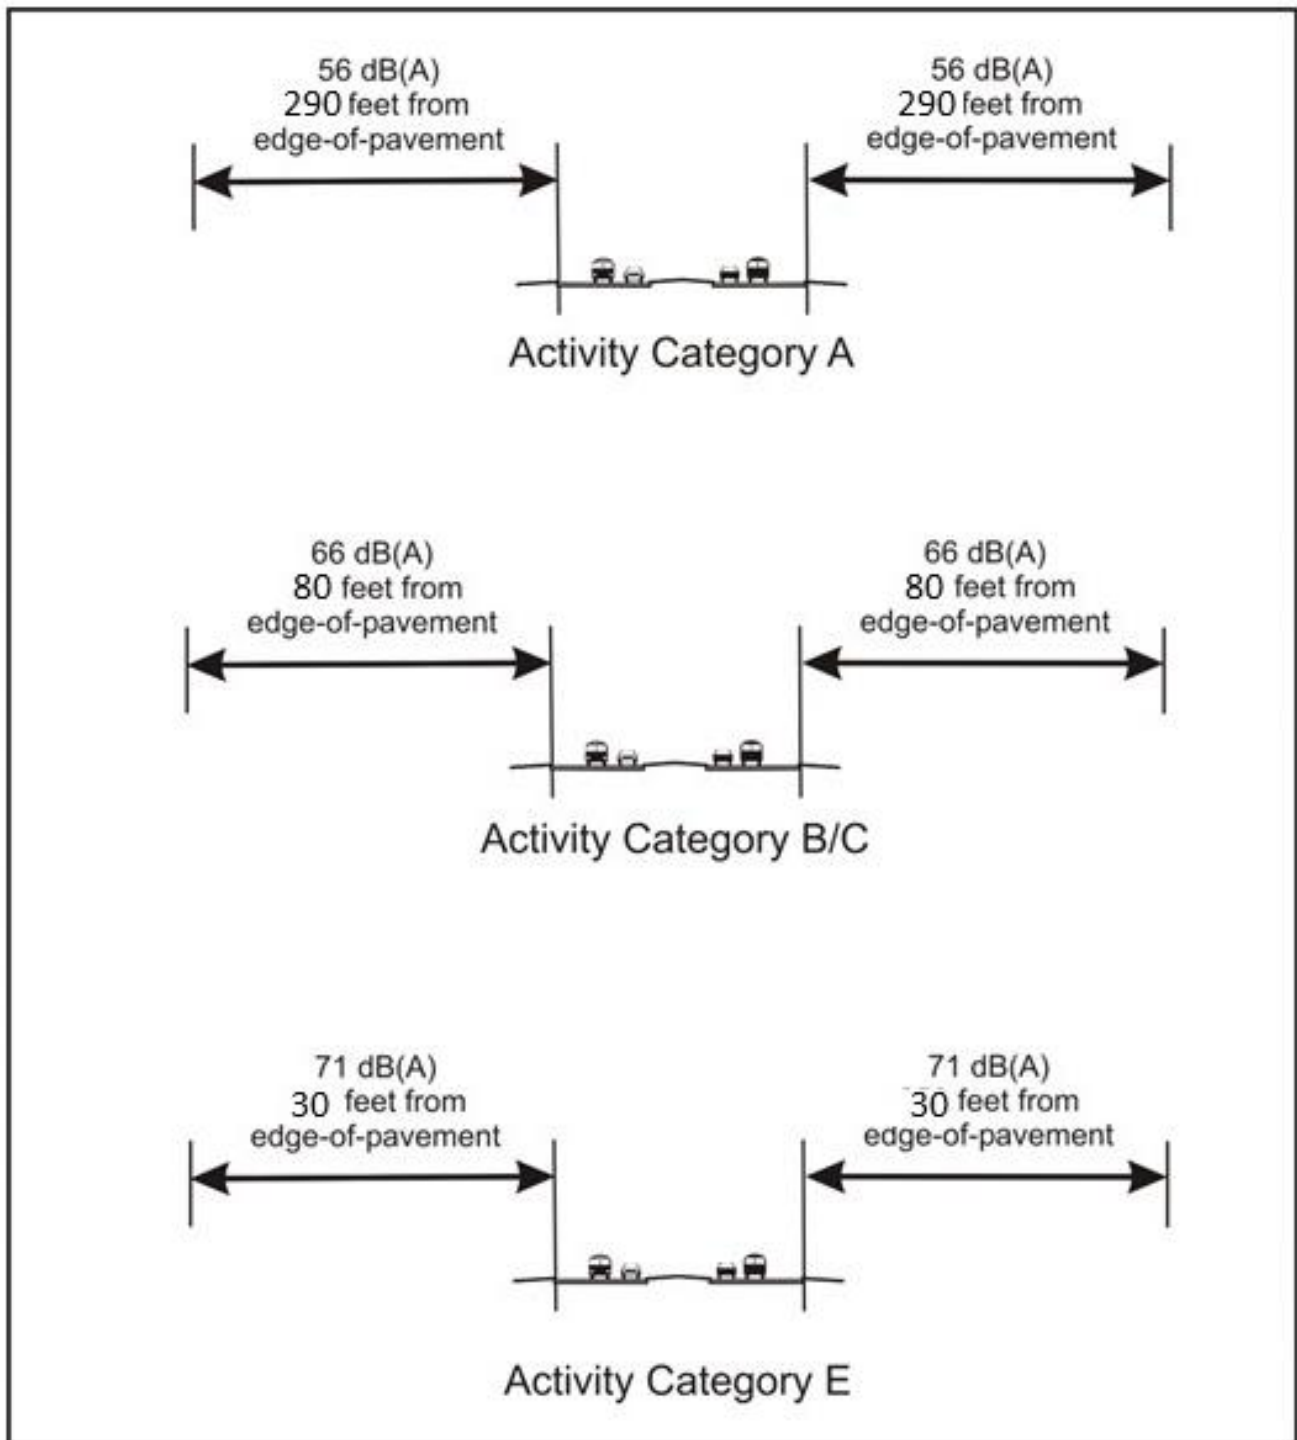 56 dB(A)
290 feet from
edge-of-pavement
56 dB(A)
290 feet from
edge-of-pavement
Activity Category A
66 dB(A)
80 feet from
edge-of-pavement
66 dB(A)
80 feet from
edge-of-pavement
Activity Category B/C
71 dB(A)
30 feet from
edge-of-pavement
71 dB(A)
30 feet from
edge-of-pavement
Activity Category E